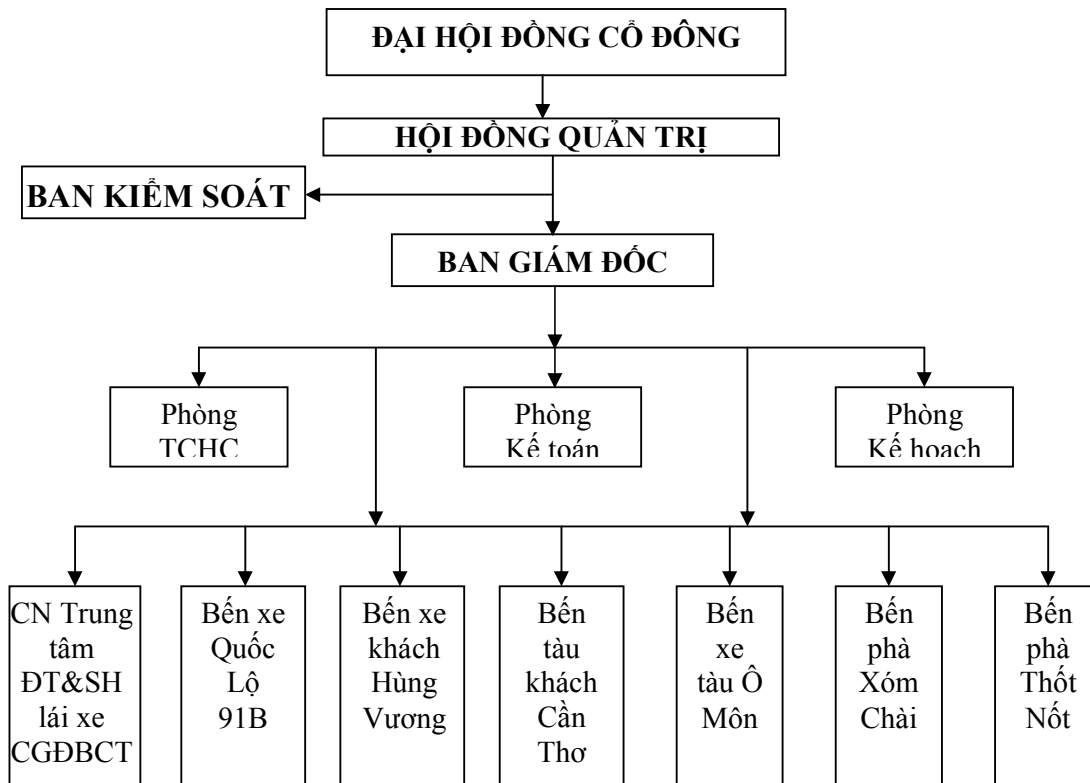 ĐẠI HỘI ĐỒNG CỔ ĐÔNG
HỘI ĐỒNG QUẢN TRỊ
BAN KIỂM SOÁT
BAN GIÁM ĐỐC
Phòng
TCHC
Phòng
Kế toán
Phòng
Kế hoạch
CN Trung
tâm
ĐT&SH
lái xe
CGĐBCT
Bến xe
Quốc
Lộ
91B
Bến xe
khách
Hùng
Vương
Bến
tàu
khách
Cần
Thơ
Bến
xe
tàu Ô
Môn
Bến
phà
Xóm
Chài
Bến
phà
Thốt
Nốt